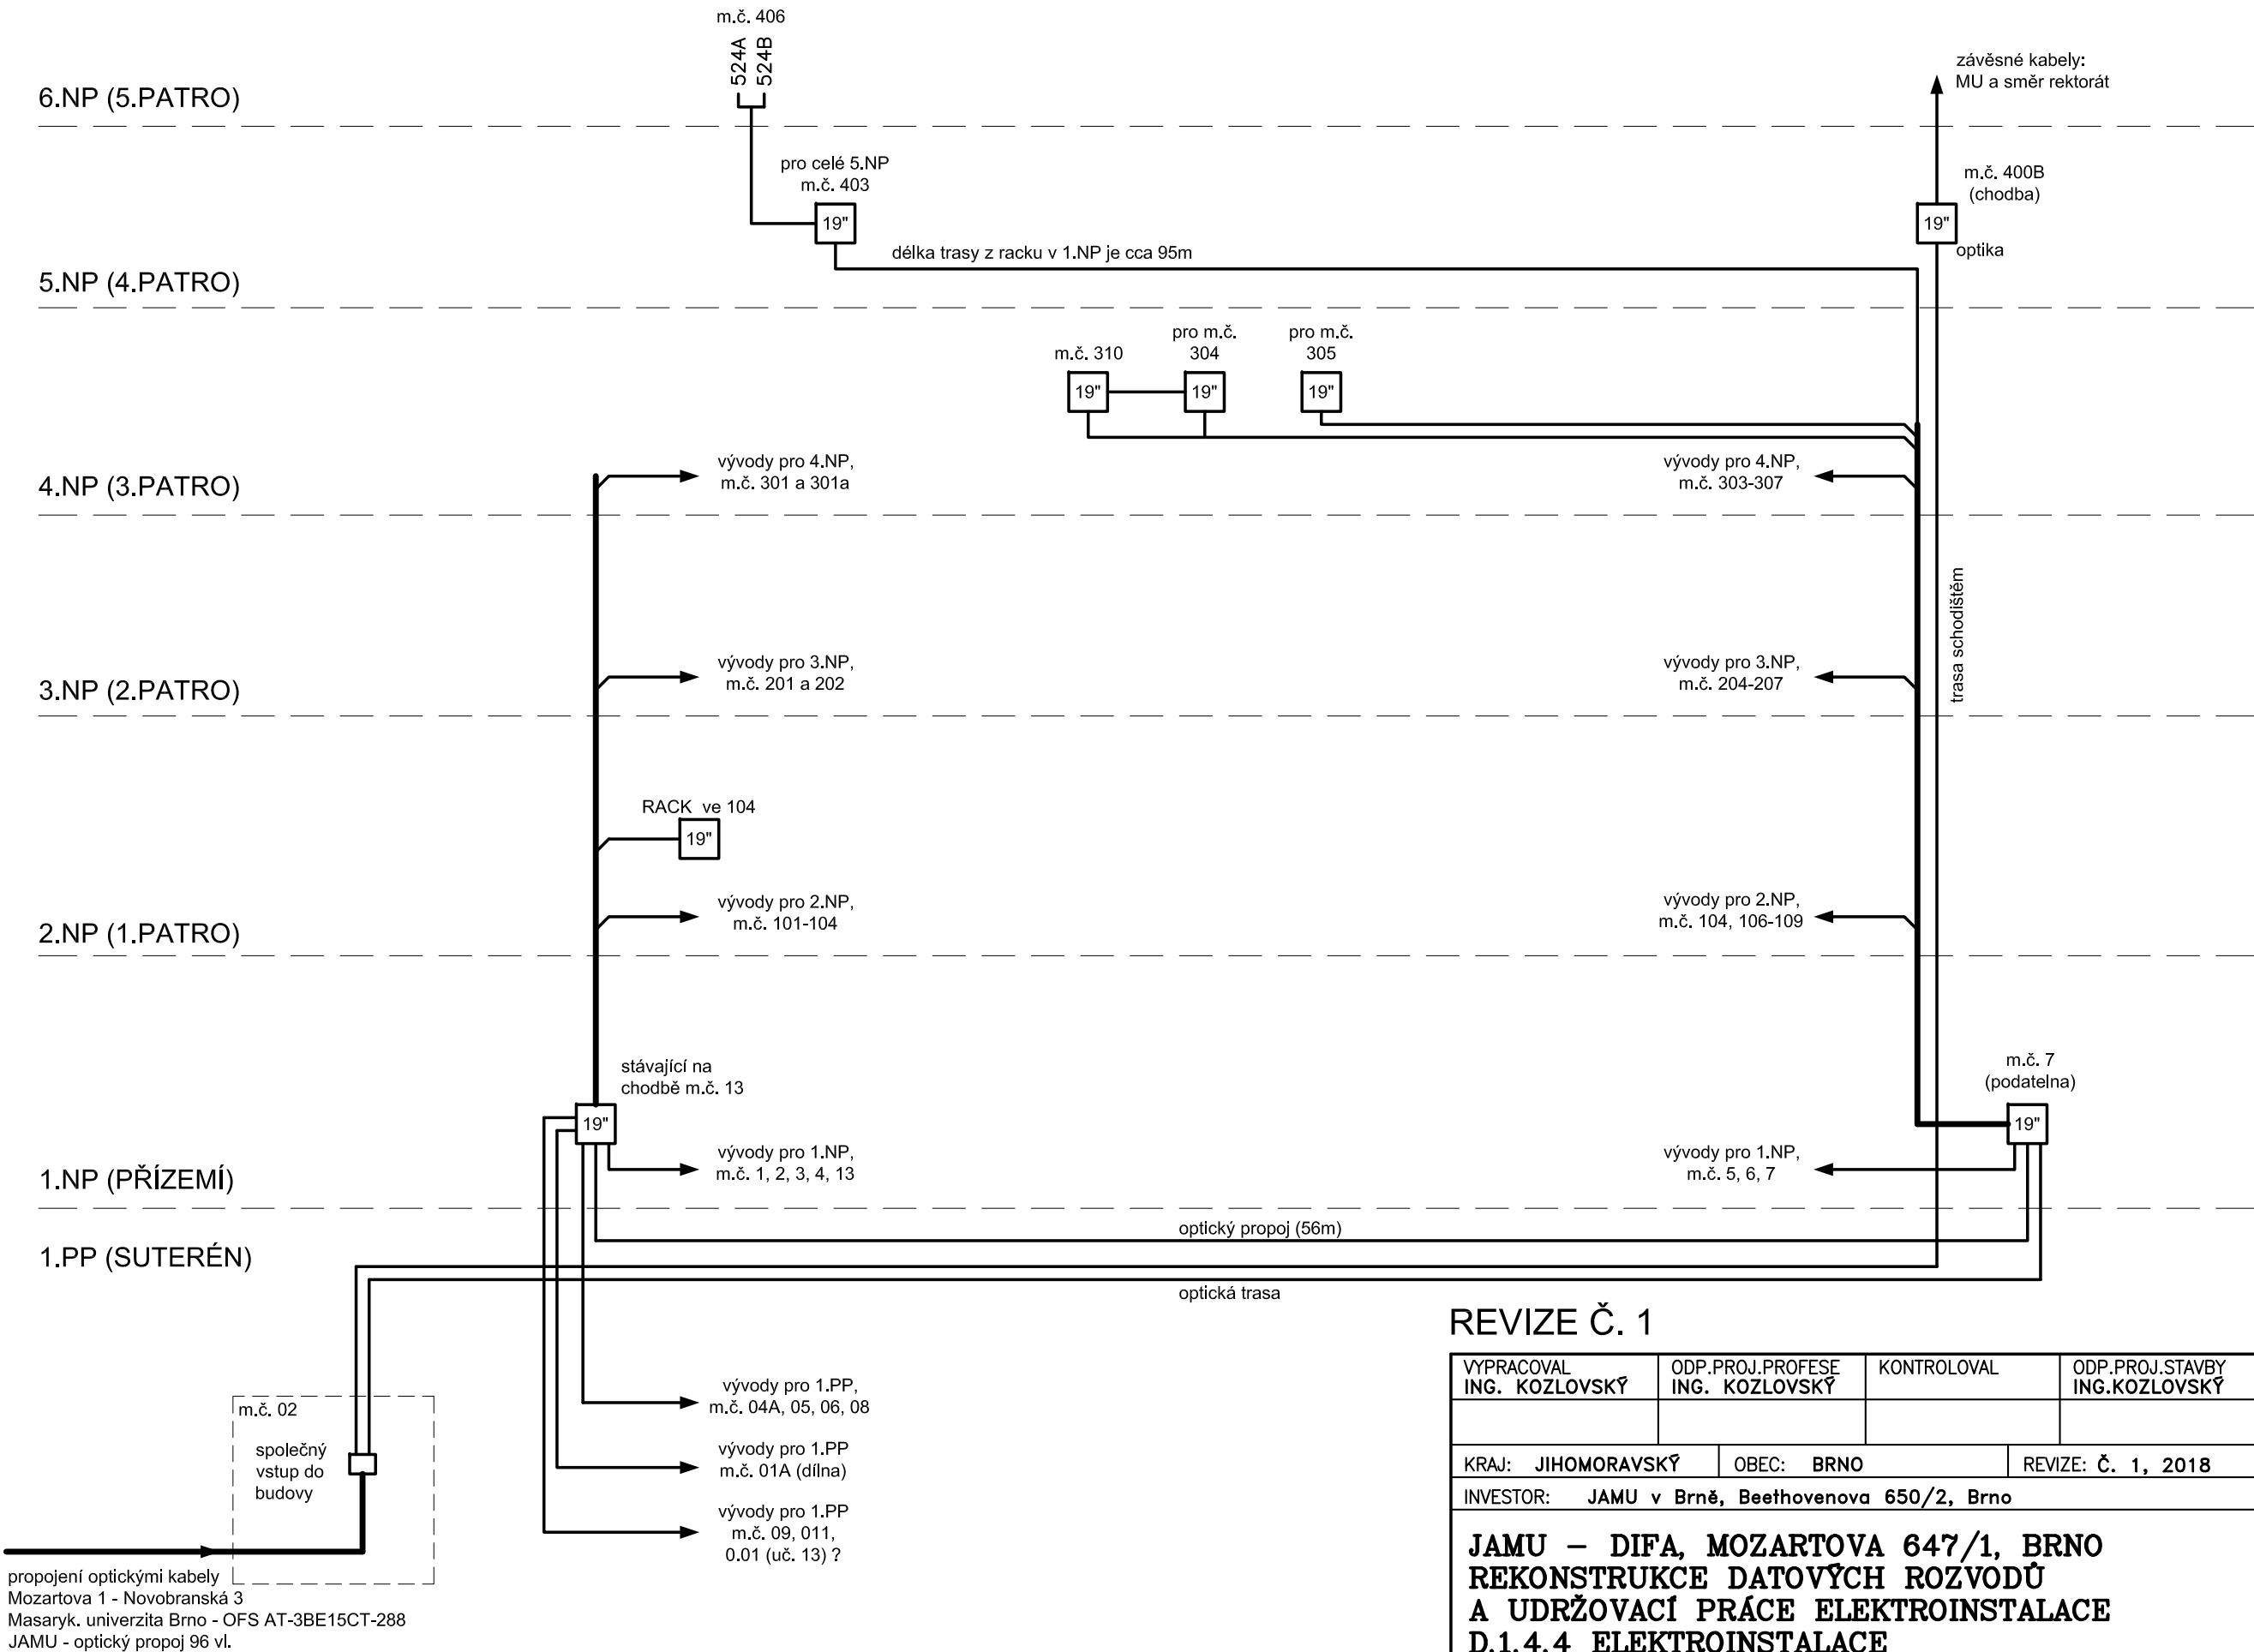 m.č. 406
524A
524B
závěsné kabely:
MU a směr rektorát
6.NP (5.PATRO)
pro celé 5.NP
m.č. 403
19"
m.č. 400B
(chodba)
19"
optika
délka trasy z racku v 1.NP je cca 95m
5.NP (4.PATRO)
m.č. 310
19"
pro m.č.
304
19"
pro m.č.
305
19"
4.NP (3.PATRO)
vývody pro 4.NP,
m.č. 301 a 301a
vývody pro 4.NP,
m.č. 303-307
trasa schodištěm
3.NP (2.PATRO)
vývody pro 3.NP,
m.č. 201 a 202
vývody pro 3.NP,
m.č. 204-207
RACK ve 104
19"
2.NP (1.PATRO)
vývody pro 2.NP,
m.č. 101-104
vývody pro 2.NP,
m.č. 104, 106-109
stávající na
chodbě m.č. 13
19"
m.č. 7
(podatelna)
19"
1.NP (PŘÍZEMÍ)
vývody pro 1.NP,
m.č. 1, 2, 3, 4, 13
vývody pro 1.NP,
m.č. 5, 6, 7
optický propoj (56m)
1.PP (SUTERÉN)
optická trasa
vývody pro 1.PP,
m.č. 04A, 05, 06, 08
vývody pro 1.PP
m.č. 01A (dílna)
vývody pro 1.PP
m.č. 09, 011,
0.01 (uč. 13) ?
m.č. 02
společný
vstup do
budovy
propojení optickými kabely
Mozartova 1 - Novobranská 3
Masaryk. univerzita Brno - OFS AT-3BE15CT-288
JAMU - optický propoj 96 vl.
REVIZE Č. 1
VYPRACOVAL
ING. KOZLOVSKÝ
ODP.PROJ.PROFESE
ING. KOZLOVSKÝ
KONTROLOVAL
ODP.PROJ.STAVBY
ING.KOZLOVSKÝ
KRAJ: JIHOMORAVSKÝ
OBEC: BRNO
REVIZE: Č. 1, 2018
INVESTOR: JAMU v Brně, Beethovenova 650/2, Brno
JAMU – DIFA, MOZARTOVA 647/1, BRNO
REKONSTRUKCE DATOVÝCH ROZVODŮ
A UDRŽOVACÍ PRÁCE ELEKTROINSTALACE
D.1.4.4 ELEKTROINSTALACE